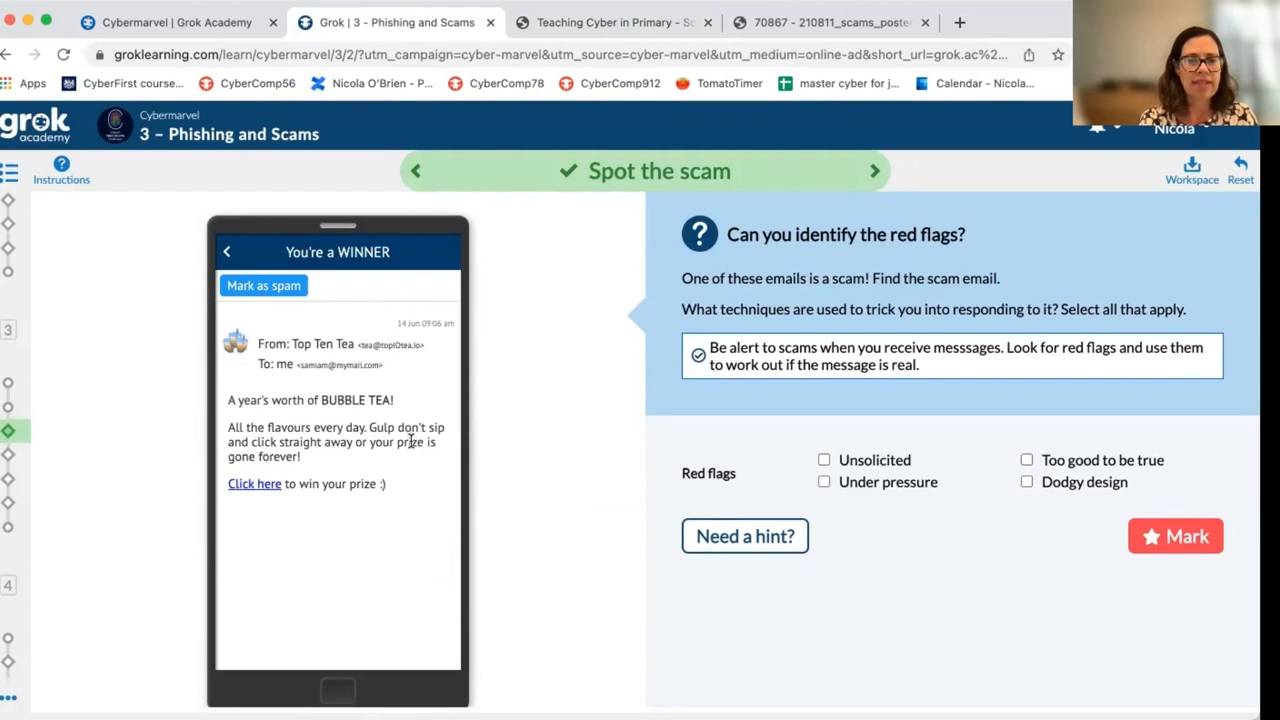 Cybermarvel | Grok Academy
Grok | 3 - Phishing and Scams
Teaching Cyber in Primary - Sc
70867 - 210811_scams_poste
groklearning.com/learn/cybermarvel/3/2/?utm_campaign=cyber-marvel&utm_source=cyber-marvel&utm_medium=online-ad&short_url=grok.ac%2...
Apps
CyberFirst course...
CyberComp56
Nicola O'Brien - P...
CyberComp78
CyberComp912
TomatoTimer
master cyber for j...
Calendar - Nicola...
grok
academy
Cybermarvel
3 – Phishing and Scams
Nicola
Instructions
Spot the scam
Workspace
Reset
3
4
You're a WINNER
Mark as spam
14 Jun 09:06 am
From: Top Ten Tea <tea@top10tea.io>
To: me <samiam@mymail.com>
A year's worth of BUBBLE TEA!
All the flavours every day. Gulp don't sip
and click straight away or your prize is
gone forever!
Click here to win your prize :)
? Can you identify the red flags?
One of these emails is a scam! Find the scam email.
What techniques are used to trick you into responding to it? Select all that apply.
Be alert to scams when you receive messsages. Look for red flags and use them
to work out if the message is real.
Red flags
Unsolicited
Too good to be true
Under pressure
Dodgy design
Need a hint?
Mark